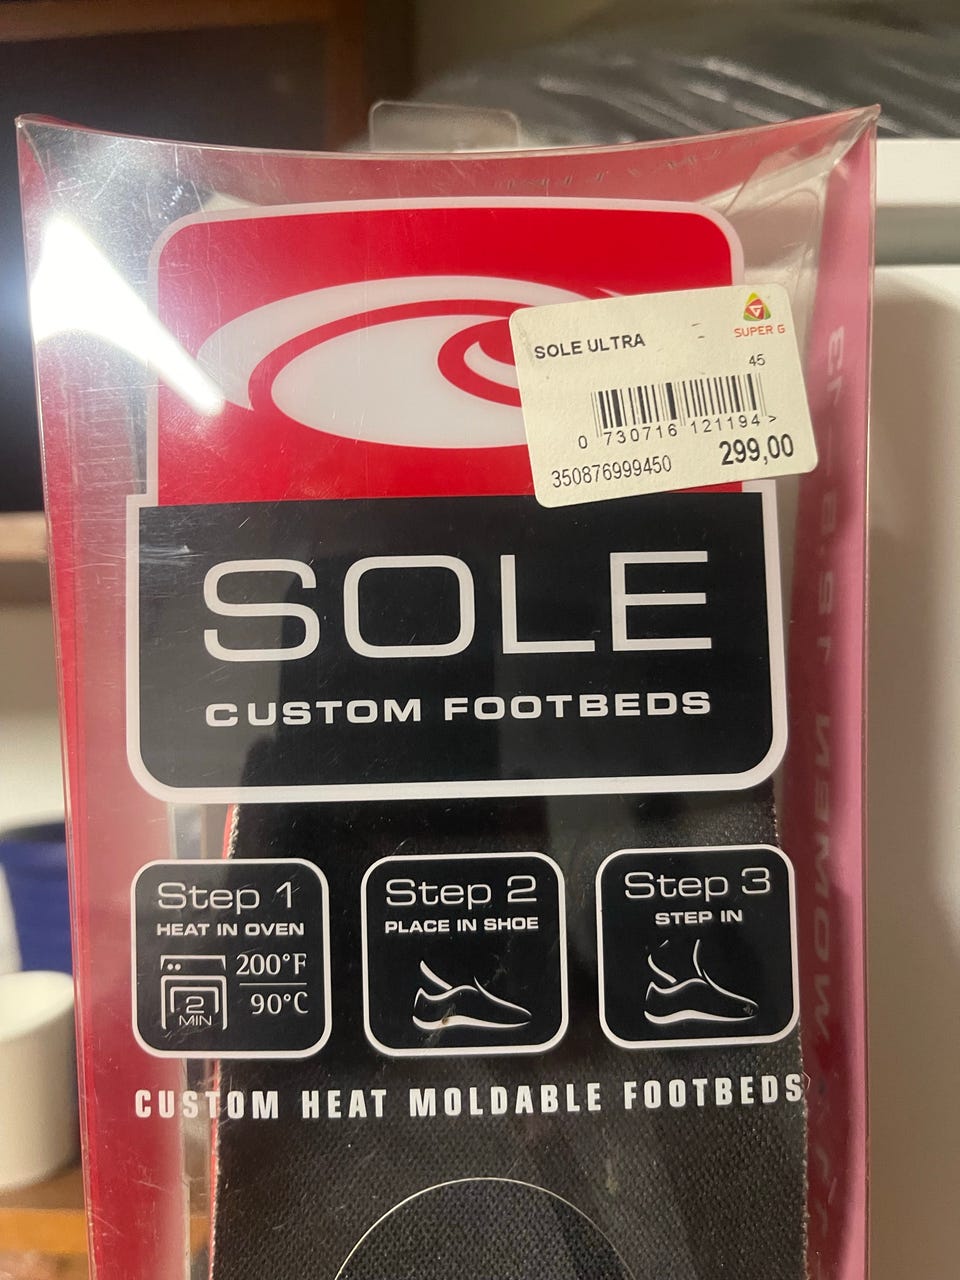 SUPER G
SOLE ULTRA
45
0 730716 121194 >
350876999450 299,00
SOLE
CUSTOM FOOTBEDS
Step 1
HEAT IN OVEN
200°F
90°C
2
MIN
Step 2
PLACE IN SHOE
Step 3
STEP IN
CUSTOM HEAT MOLDABLE FOOTBEDS